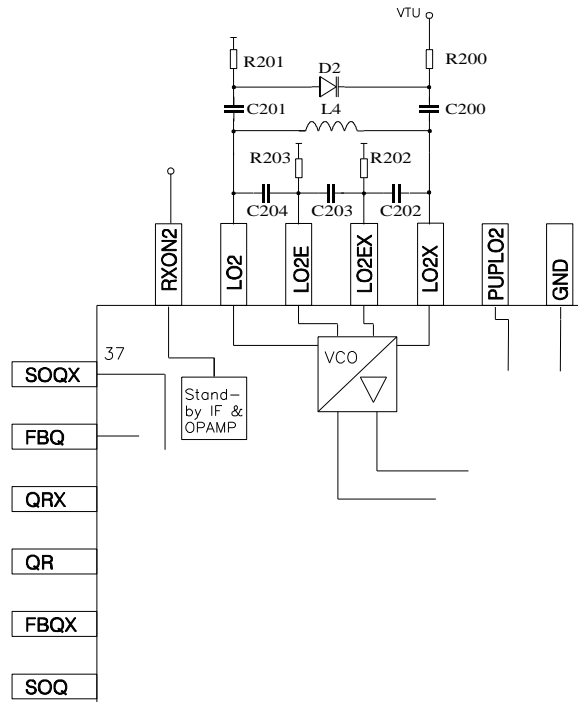 VTU
R201
R200
D2
C201
L4
C200
R203
R202
C204
C203
C202
RXON2
LO2
LO2E
LO2EX
LO2X
PUPLO2
GND
37
SOQX
VCO
Stand-
by IF &
OPAMP
FBQ
QRX
QR
FBQX
SOQ